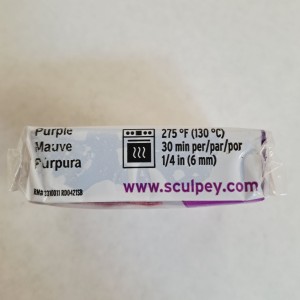 Purple
Mauve
Púrpura
275 °F (130 °C)
30 min per/par/por
1/4 in (6 mm)
www.sculpey.com